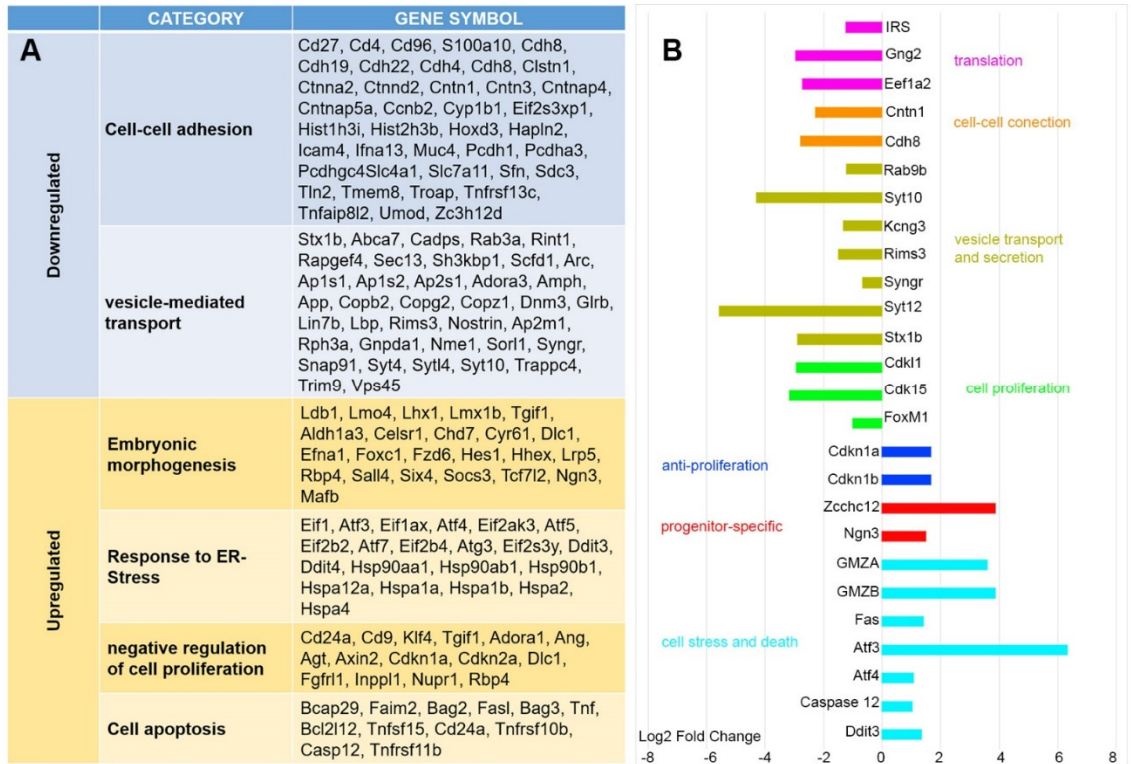 A
CATEGORY
GENE SYMBOL
Downregulated
Cell-cell adhesion
Cd27, Cd4, Cd96, S100a10, Cdh8,
Cdh19, Cdh22, Cdh4, Cdh8, Clstn1,
Ctnna2, Ctnnd2, Cntn1, Cntn3, Cntnap4,
Cntnap5a, Ccnb2, Cyp1b1, Eif2s3xp1,
Hist1h3i, Hist2h3b, Hoxd3, Hapln2,
Icam4, Ifna13, Muc4, Pcdh1, Pcdha3,
Pcdhgc4Slc4a1, Slc7a11, Sfn, Sdc3,
Tln2, Tmem8, Troap, Tnfrsf13c,
Tnfaip8l2, Umod, Zc3h12d
vesicle-mediated
transport
Stx1b, Abca7, Cadps, Rab3a, Rint1,
Rapgef4, Sec13, Sh3kbp1, Scfd1, Arc,
Ap1s1, Ap1s2, Ap2s1, Adora3, Amph,
App, Copb2, Copg2, Copz1, Dnm3, Glrb,
Lin7b, Lbp, Rims3, Nostrin, Ap2m1,
Rph3a, Gnpda1, Nme1, Sorl1, Syngr,
Snap91, Syt4, Sytl4, Syt10, Trappc4,
Trim9, Vps45
Upregulated
Embryonic
morphogenesis
Ldb1, Lmo4, Lhx1, Lmx1b, Tgif1,
Aldh1a3, Celsr1, Chd7, Cyr61, Dlc1,
Efna1, Foxc1, Fzd6, Hes1, Hhex, Lrp5,
Rbp4, Sall4, Six4, Socs3, Tcf7l2, Ngn3,
Mafb
Response to ER-
Stress
Eif1, Atf3, Eif1ax, Atf4, Eif2ak3, Atf5,
Eif2b2, Atf7, Eif2b4, Atg3, Eif2s3y, Ddit3,
Ddit4, Hsp90aa1, Hsp90ab1, Hsp90b1,
Hspa12a, Hspa1a, Hspa1b, Hspa2,
Hspa4
negative regulation
of cell proliferation
Cd24a, Cd9, Klf4, Tgif1, Adora1, Ang,
Agt, Axin2, Cdkn1a, Cdkn2a, Dlc1,
Fgfrl1, Inppl1, Nupr1, Rbp4
Cell apoptosis
Bcap29, Faim2, Bag2, Fasl, Bag3, Tnf,
Bcl2l12, Tnfsf15, Cd24a, Tnfrsf10b,
Casp12, Tnfrsf11b
B
IRS
Gng2
translation
Eef1a2
Cntn1
cell-cell conection
Cdh8
Rab9b
Syt10
Kcng3
vesicle transport
and secretion
Rims3
Syngr
Syt12
Stx1b
Cdkl1
cell proliferation
Cdk15
FoxM1
anti-proliferation
Cdkn1a
Cdkn1b
Zcchc12
progenitor-specific
Ngn3
GMZA
GMZB
Fas
cell stress and death
Atf3
Atf4
Caspase 12
Ddit3
Log2 Fold Change
-8 -6 -4 -2 0 2 4 6 8